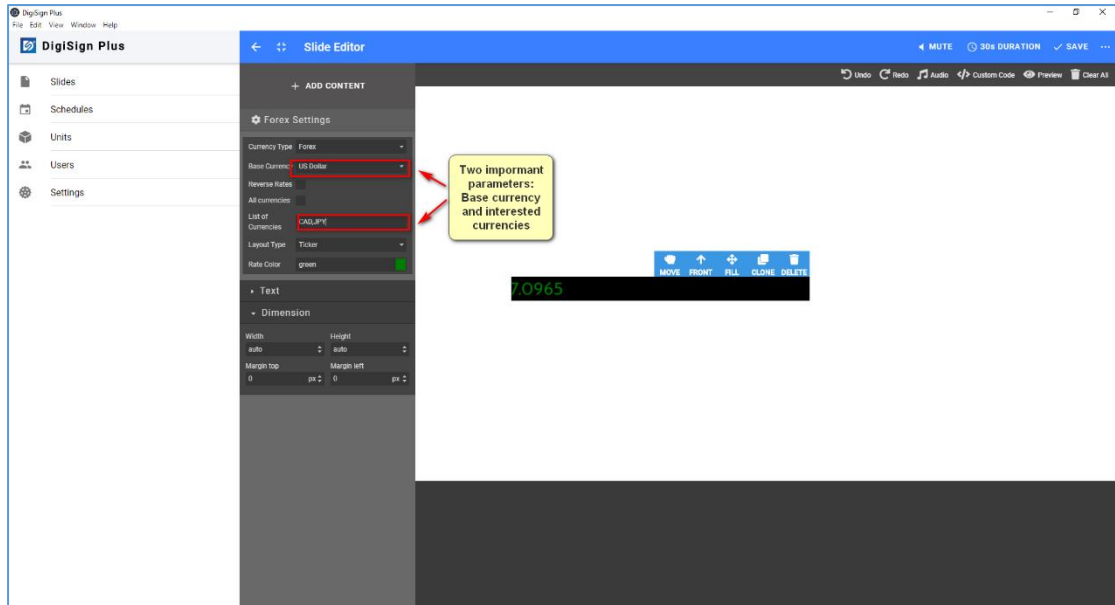 DigiSign Plus
File Edit View Window Help
DigiSign Plus
Slides
Schedules
Units
Users
Settings
Slide Editor
MUTE 30s DURATION SAVE ...
+ ADD CONTENT
Undo Redo Audio Custom Code Preview Clear All
Forex Settings
Currency Type Forex
Base Currency US Dollar
Reverse Rates
All currencies
List of
Currencies CAD,JPY
Layout Type Ticker
Rate Color green
Text
Dimension
Width Height
auto auto
Margin top Margin left
0 px 0 px
Two impormant
parameters:
Base currency
and interested
currencies
MOVE FRONT FILL CLONE DELETE
7.0965